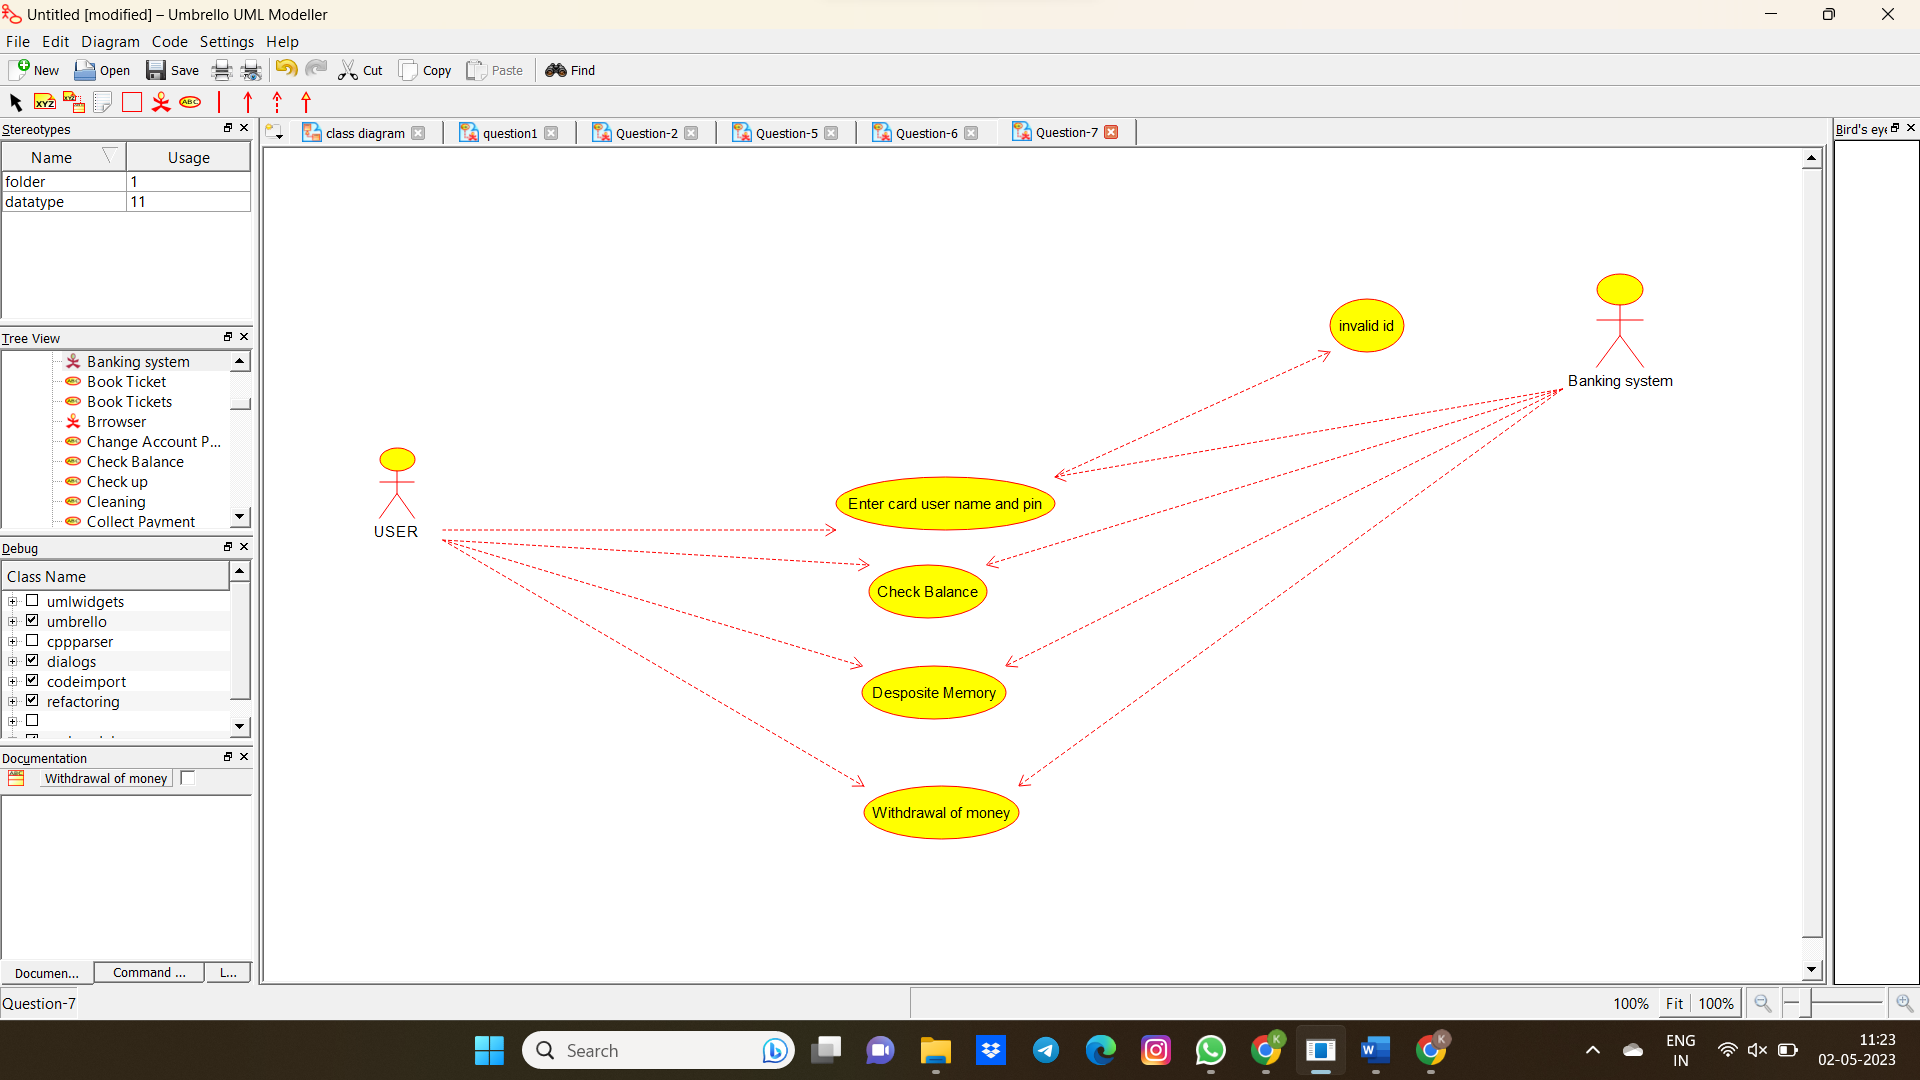 Untitled [modified] – Umbrello UML Modeller
File Edit Diagram Code Settings Help
New Open Save Cut Copy Paste Find
XYZ XYZ ABC
Stereotypes
Name Usage
folder 1
datatype 11
Tree View
Banking system
Book Ticket
Book Tickets
Brrowser
Change Account P...
Check Balance
Check up
Cleaning
Collect Payment
Debug
Class Name
umlwidgets
umbrello
cppparser
dialogs
codeimport
refactoring
Documentation
Withdrawal of money
Documen... Command ... L...
class diagram question1 Question-2 Question-5 Question-6 Question-7
Bird's eye
invalid id
Banking system
USER
Enter card user name and pin
Check Balance
Desposite Memory
Withdrawal of money
Question-7
100% Fit 100%
Search
K
K
ENG
IN
11:23
02-05-2023